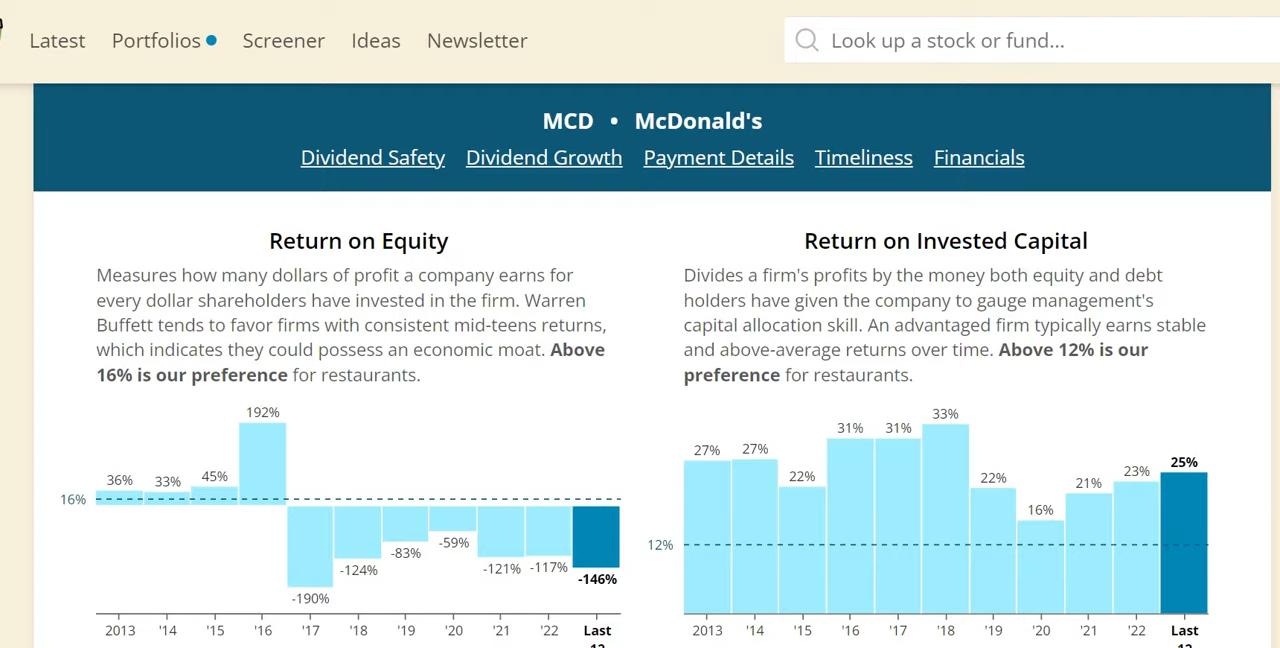 Latest Portfolios Screener Ideas Newsletter
Look up a stock or fund...
MCD • McDonald's
Dividend Safety Dividend Growth Payment Details Timeliness Financials
Return on Equity
Measures how many dollars of profit a company earns for
every dollar shareholders have invested in the firm. Warren
Buffett tends to favor firms with consistent mid-teens returns,
which indicates they could possess an economic moat. Above
16% is our preference for restaurants.
192%
36% 33% 45%
16%
-190% -124% -83% -59% -121% -117% -146%
2013 '14 '15 '16 '17 '18 '19 '20 '21 '22 Last
12
Return on Invested Capital
Divides a firm's profits by the money both equity and debt
holders have given the company to gauge management's
capital allocation skill. An advantaged firm typically earns stable
and above-average returns over time. Above 12% is our
preference for restaurants.
27% 27% 22% 31% 31% 33% 22% 16% 21% 23% 25%
12%
2013 '14 '15 '16 '17 '18 '19 '20 '21 '22 Last
12